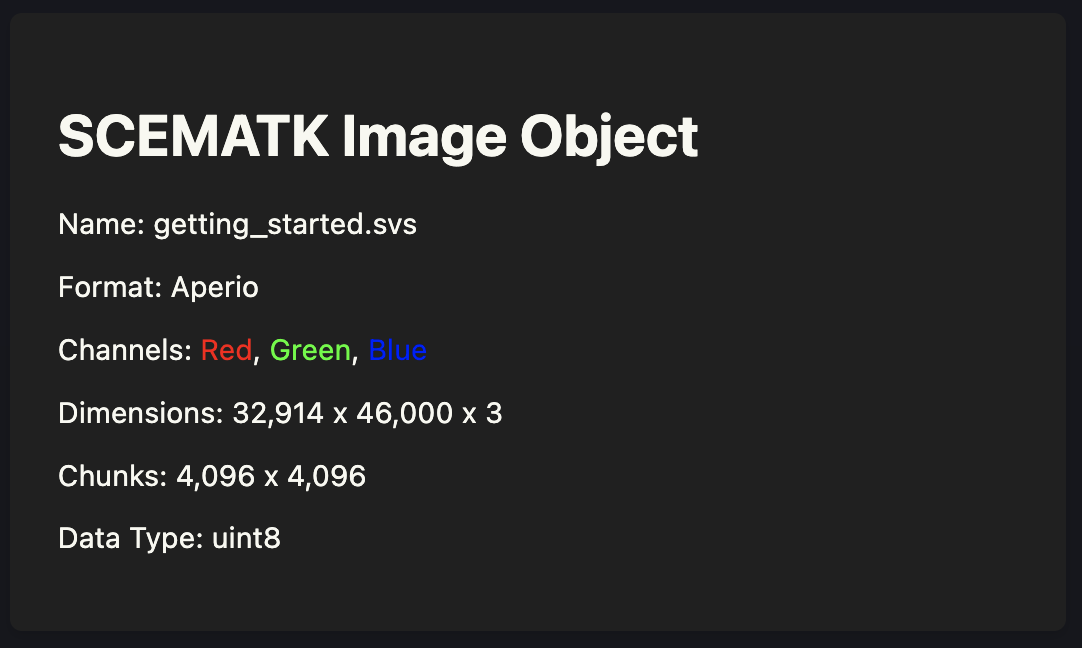 SCEMATK Image Object
Name: getting_started.svs
Format: Aperio
Channels: Red, Green, Blue
Dimensions: 32,914 x 46,000 x 3
Chunks: 4,096 x 4,096
Data Type: uint8